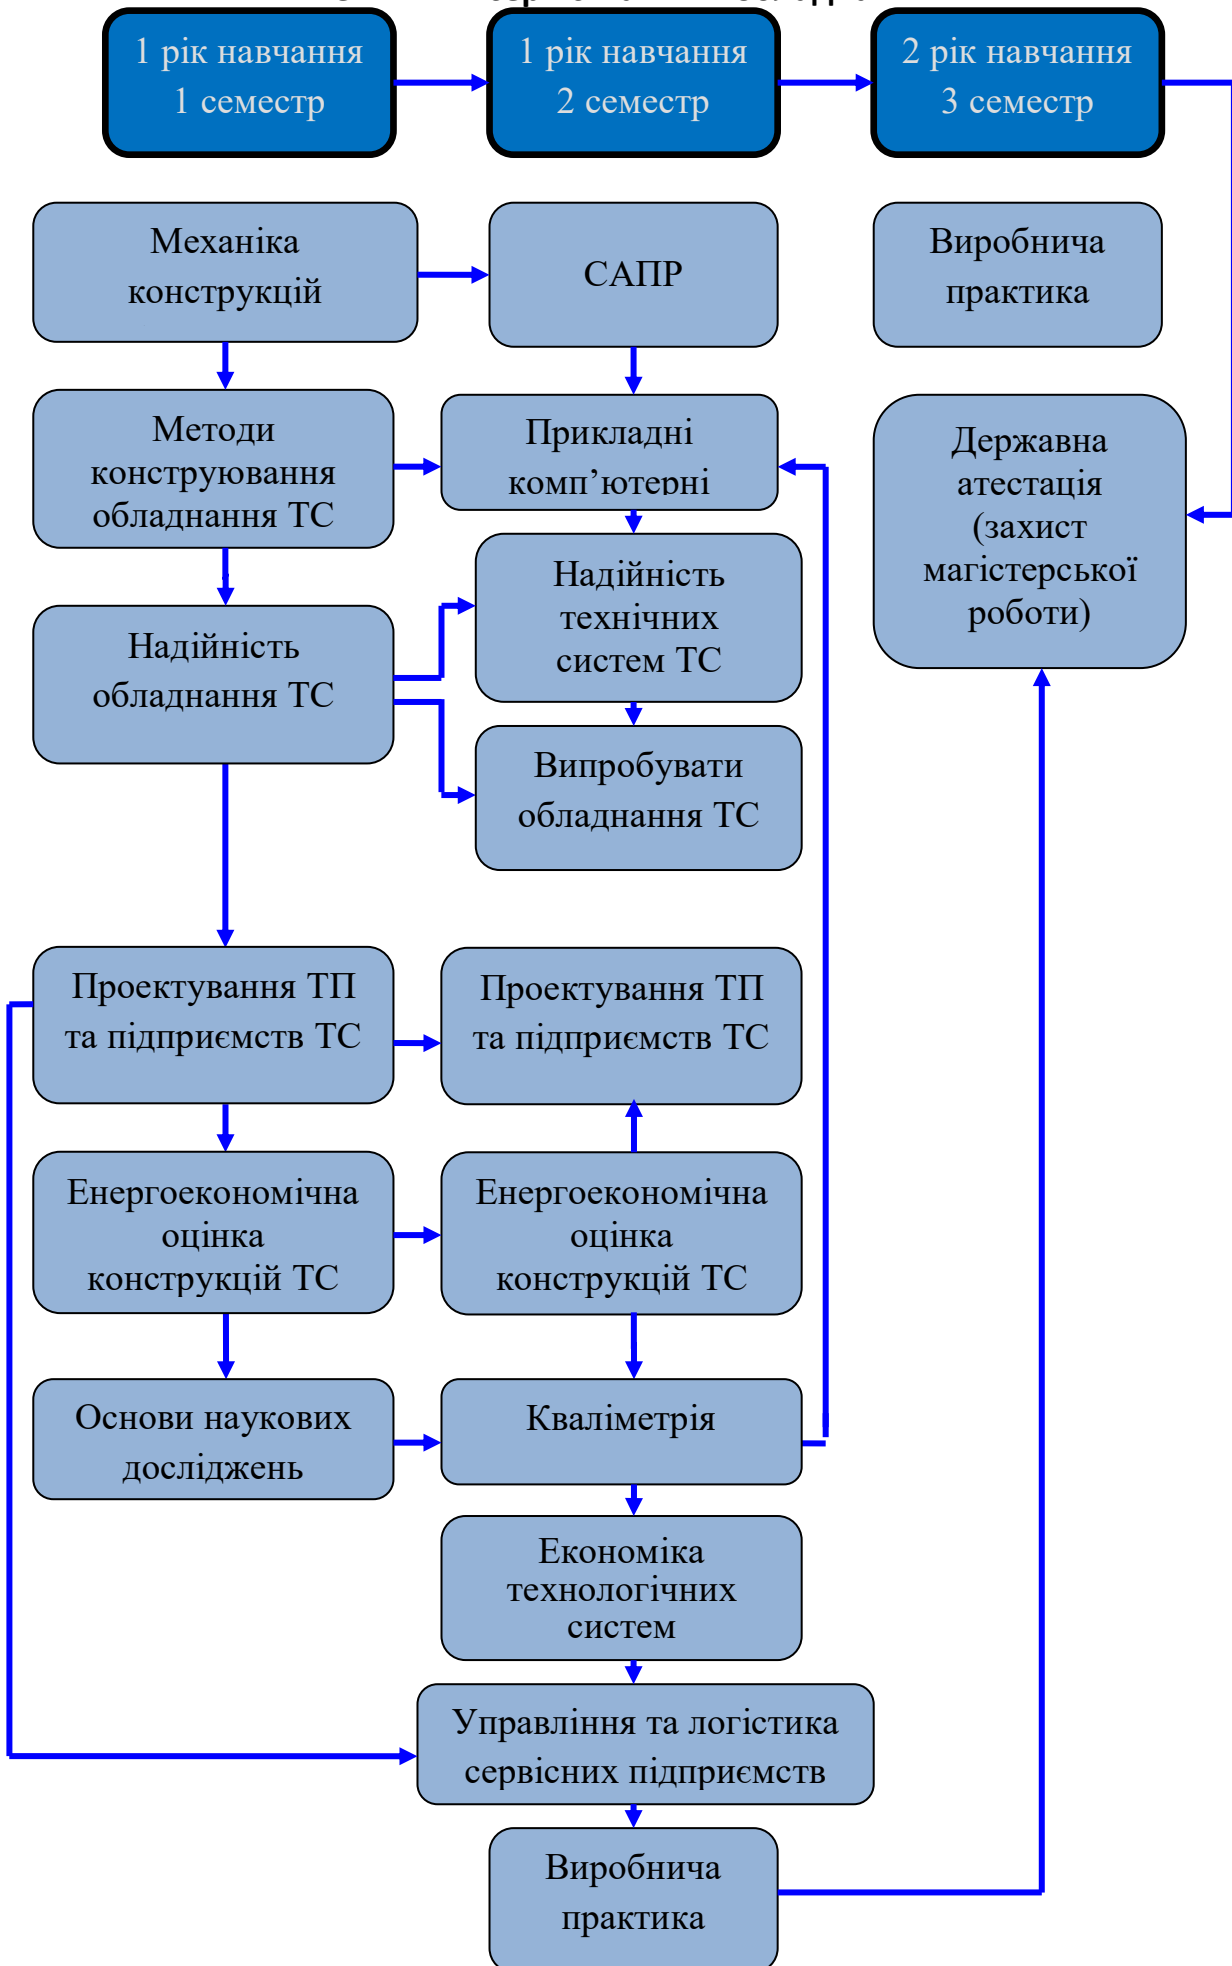 1 рік навчання
1 семестр
1 рік навчання
2 семестр
2 рік навчання
3 семестр
Механіка
конструкцій
САПР
Виробнича
практика
Методи
конструювання
обладнання ТС
Прикладні
комп’ютерні
Державна
атестація
(захист
магістерської
роботи)
Надійність
обладнання ТС
Надійність
технічних
систем ТС
Випробувати
обладнання ТС
Проектування ТП
та підприємств ТС
Проектування ТП
та підприємств ТС
Енергоекономічна
оцінка
конструкцій ТС
Енергоекономічна
оцінка
конструкцій ТС
Основи наукових
досліджень
Кваліметрія
Економіка
технологічних
систем
Управління та логістика
сервісних підприємств
Виробнича
практика